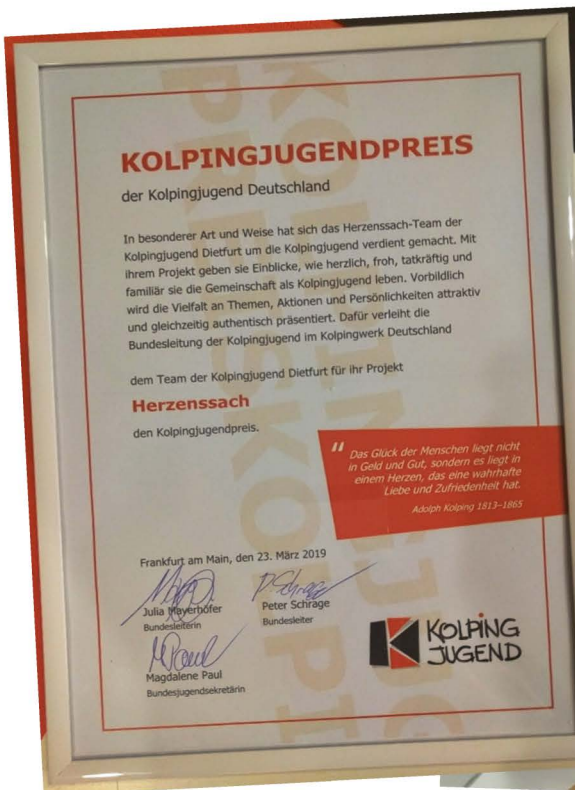 KOLPINGJUGENDPREIS
der Kolpingjugend Deutschland
In besonderer Art und Weise hat sich das Herzenssach-Team der
Kolpingjugend Dietfurt um die Kolpingjugend verdient gemacht. Mit
ihrem Projekt geben sie Einblicke, wie herzlich, froh, tatkräftig und
familiär sie die Gemeinschaft als Kolpingjugend leben. Vorbildlich
wird die Vielfalt an Themen, Aktionen und Persönlichkeiten attraktiv
und gleichzeitig authentisch präsentiert. Dafür verleiht die
Bundesleitung der Kolpingjugend im Kolpingwerk Deutschland
dem Team der Kolpingjugend Dietfurt für ihr Projekt
Herzenssach
den Kolpingjugendpreis.
" Das Glück der Menschen liegt nicht
in Geld und Gut, sondern es liegt in
einem Herzen, das eine wahrhafte
Liebe und Zufriedenheit hat.
Adolph Kolping 1813–1865
Frankfurt am Main, den 23. März 2019
P. Schrage
Julia Mayerhöfer
Bundesleiterin
Peter Schrage
Bundesleiter
M Paul
Magdalene Paul
Bundesjugendsekretärin
KOLPING
JUGEND